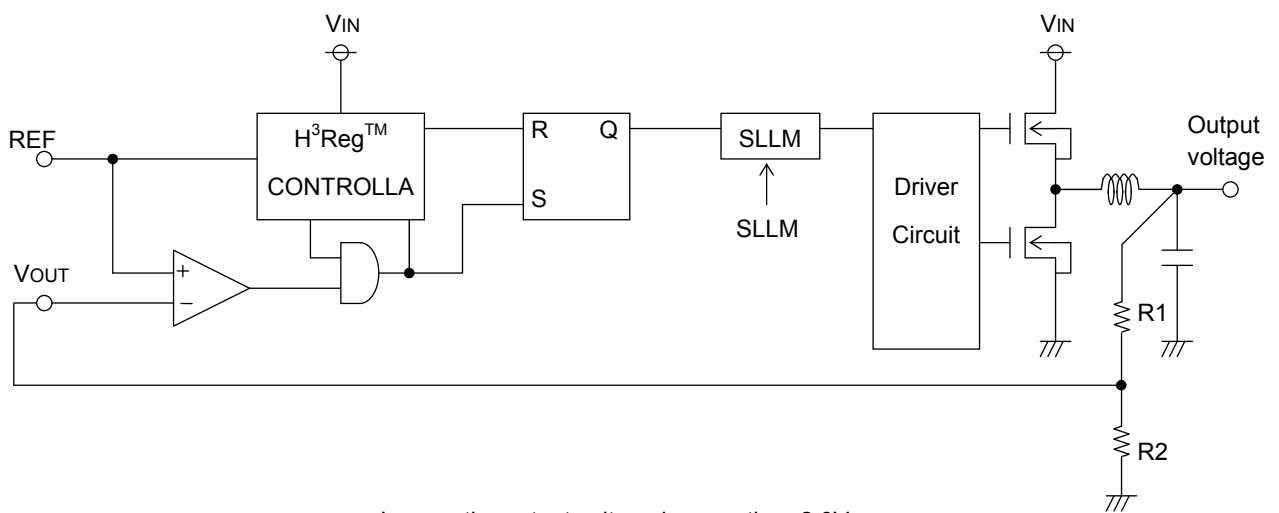 VIN
VIN
REF
H³Reg™
CONTROLLA
R
Q
S
SLLM
SLLM
Driver
Circuit
Output
voltage
VOUT
+
−
R1
R2